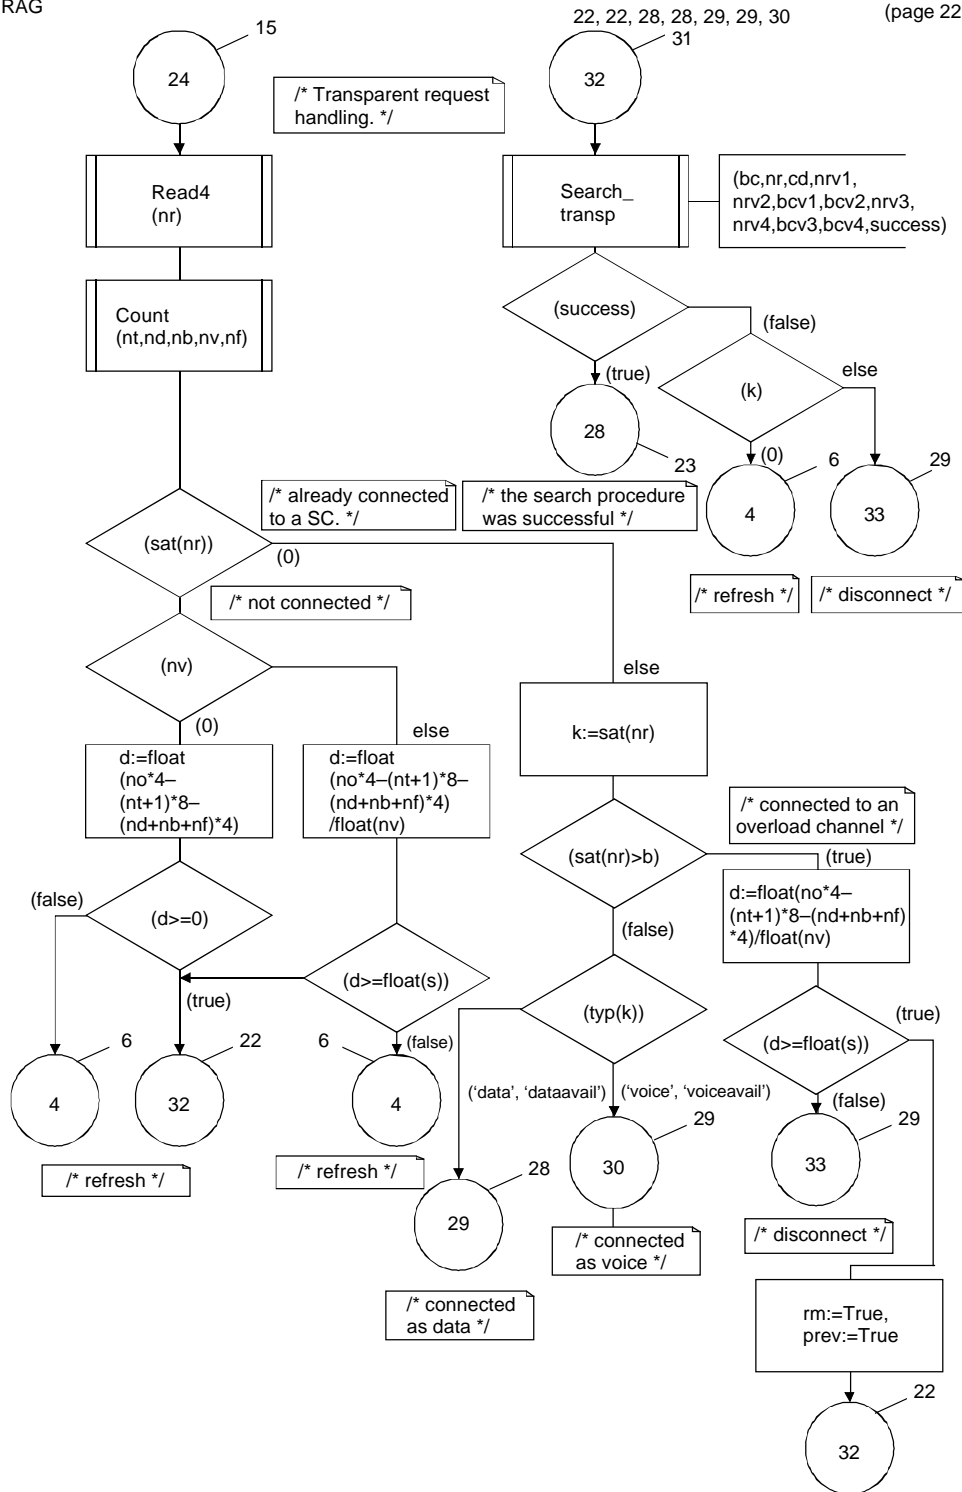 RAG
(page 22
15
24
/* Transparent request
handling. */
Read4
(nr)
Count
(nt,nd,nb,nv,nf)
22, 22, 28, 28, 29, 29, 30
31
32
Search_
transp
(bc,nr,cd,nrv1,
nrv2,bcv1,bcv2,nrv3,
nrv4,bcv3,bcv4,success)
(success)
(false)
(true)
(k)
else
28
23
(0)
6
4
29
33
/* already connected
to a SC. */
/* the search procedure
was successful */
/* refresh */
/* disconnect */
(sat(nr))
(0)
/* not connected */
(nv)
(0)
else
else
k:=sat(nr)
d:=float
(no*4–
(nt+1)*8–
(nd+nb+nf)*4)
d:=float
(no*4–(nt+1)*8–
(nd+nb+nf)*4)
/float(nv)
/* connected to an
overload channel */
(sat(nr)>b)
(true)
(false)
d:=float(no*4–
(nt+1)*8–(nd+nb+nf)
*4)/float(nv)
(false)
(d>=0)
(true)
(d>=float(s))
(false)
(typ(k))
(d>=float(s))
(true)
(false)
6
4
22
32
6
4
('data', 'dataavail')
('voice', 'voiceavail')
/* refresh */
/* refresh */
28
29
29
30
29
33
/* connected
as data */
/* connected
as voice */
/* disconnect */
rm:=True,
prev:=True
22
32